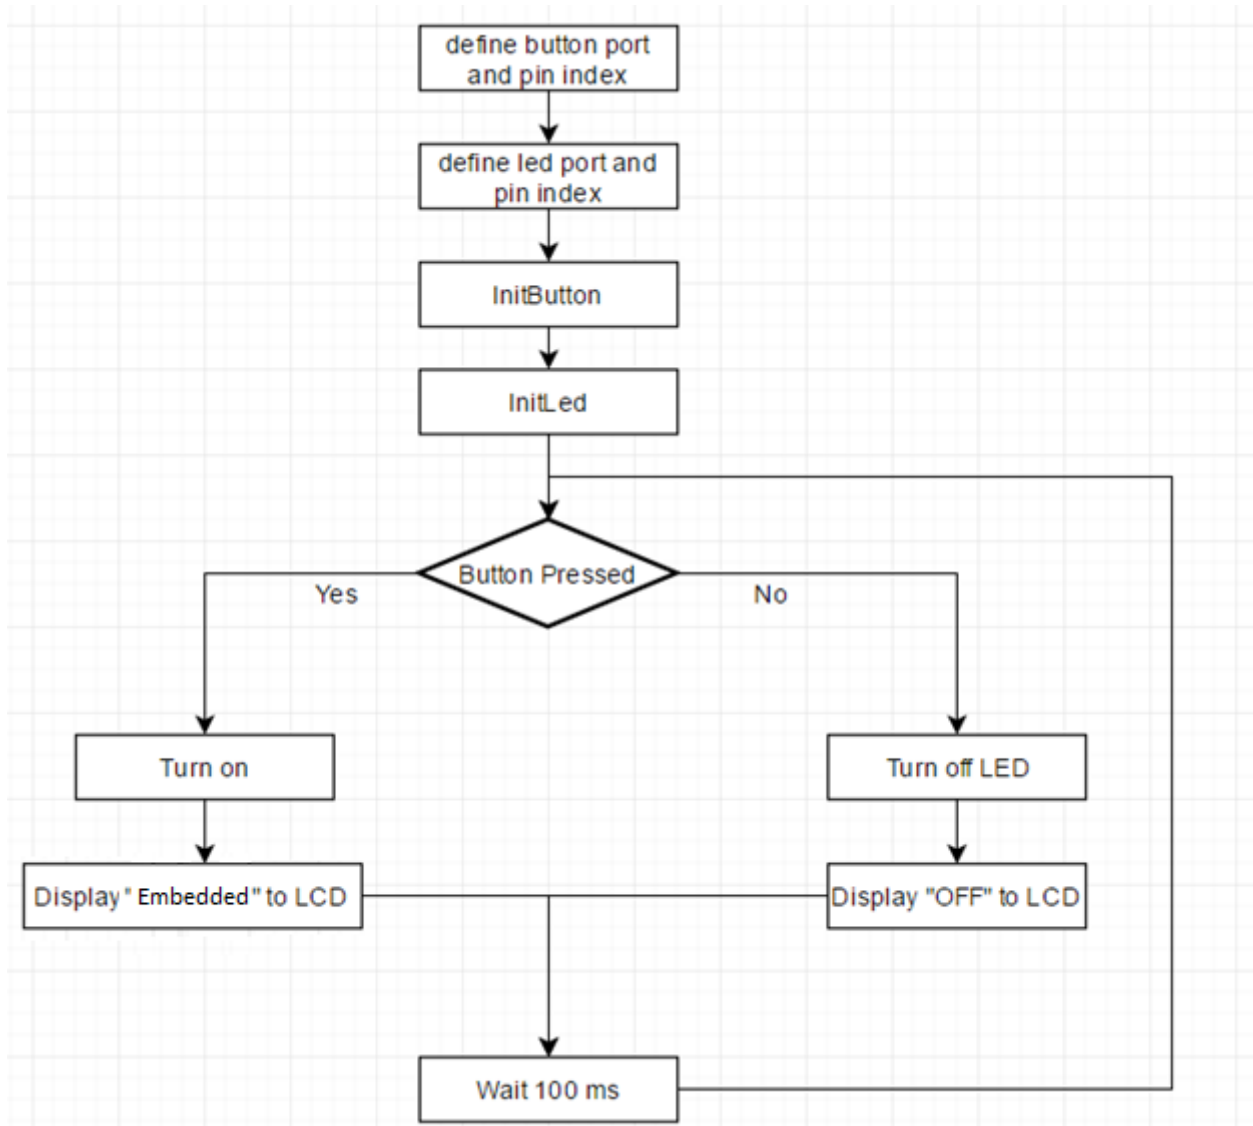 define button port
and pin index
define led port and
pin index
InitButton
InitLed
Button Pressed
Yes
No
Turn on
Turn off LED
Display " Embedded" to LCD
Display "OFF" to LCD
Wait 100 ms